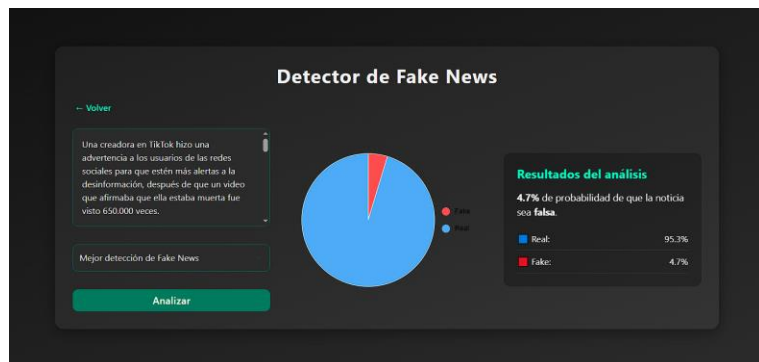 Detector de Fake News
← Volver
Una creadora en TikTok hizo una
advertencia a los usuarios de las redes
sociales para que estén más alertas a la
desinformación, después de que un video
que afirmaba que ella estaba muerta fue
visto 650.000 veces.
Mejor detección de Fake News
Analizar
Fake
Real
Resultados del análisis
4.7% de probabilidad de que la noticia
sea falsa.
Real: 95.3%
Fake: 4.7%